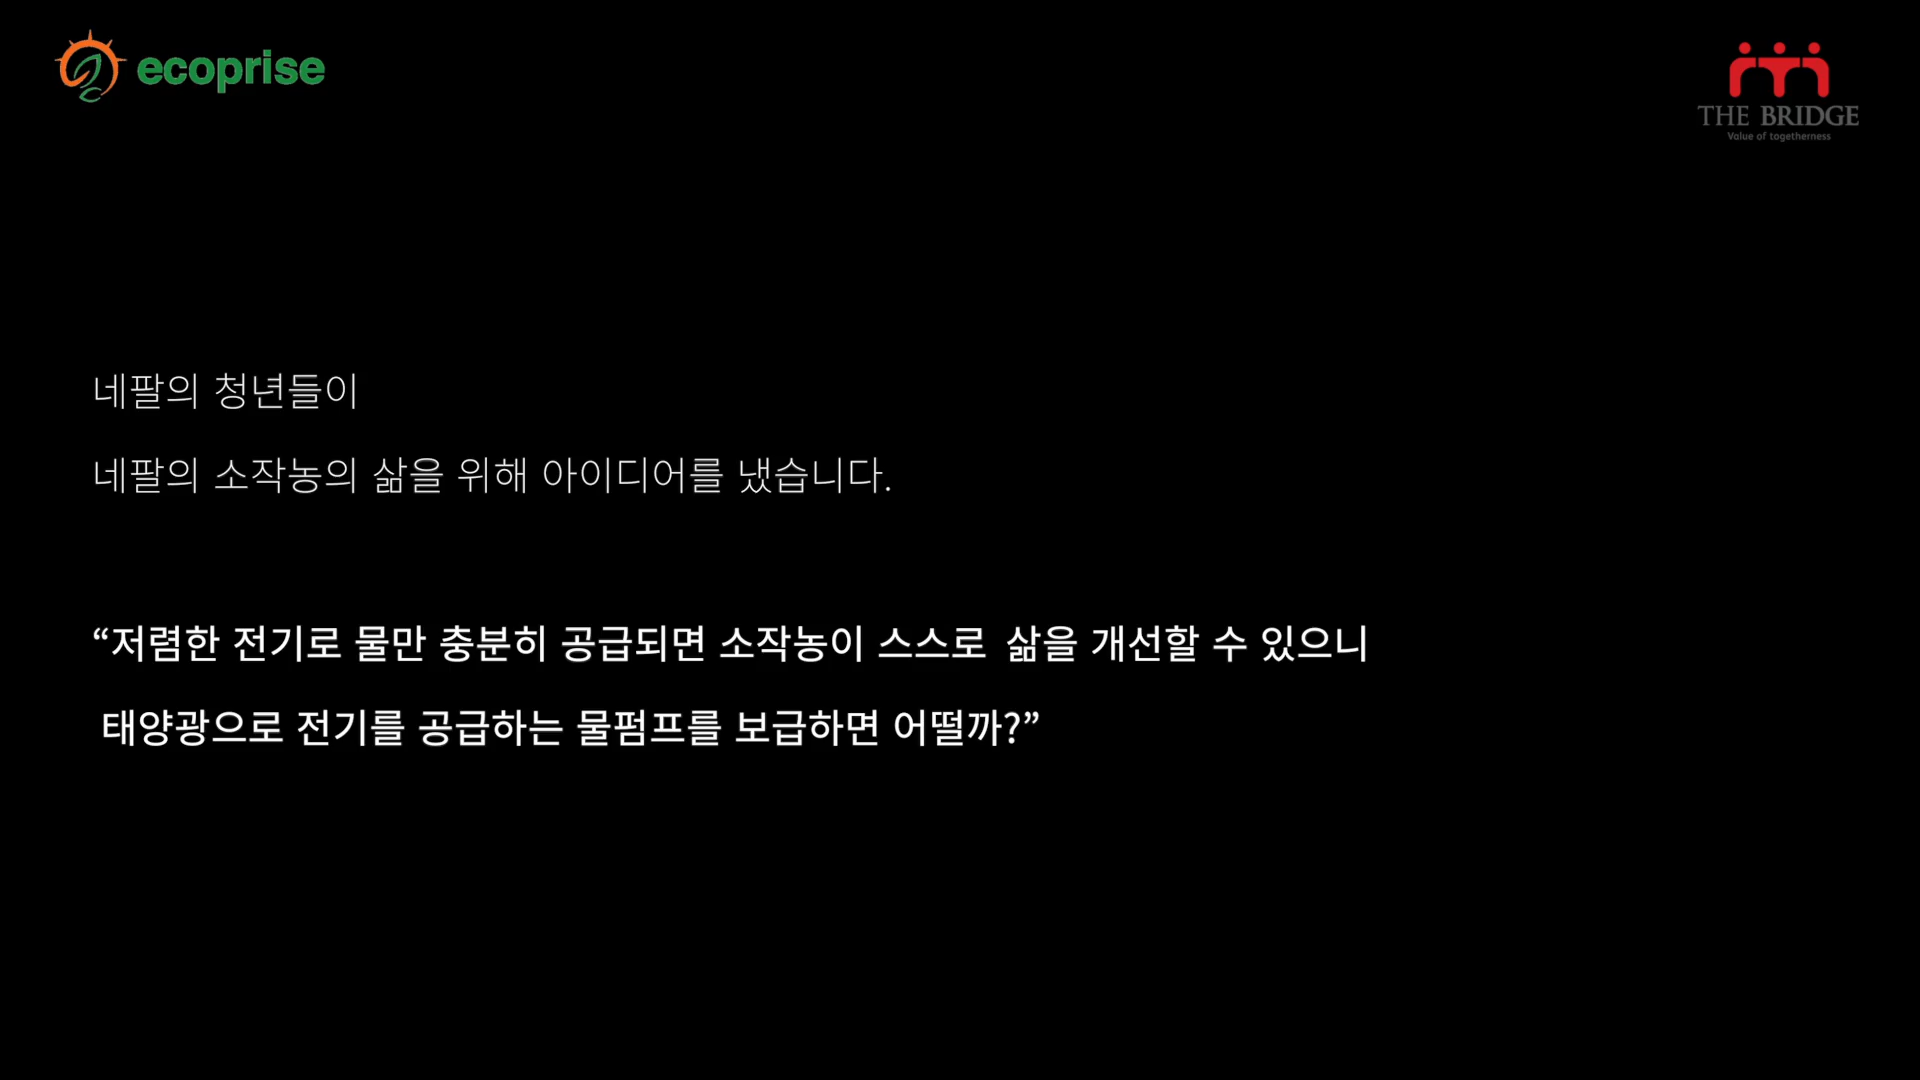 ecoprise
THE BRIDGE
Value of togetherness
네팔의 청년들이
네팔의 소작농의 삶을 위해 아이디어를 냈습니다.
“저렴한 전기로 물만 충분히 공급되면 소작농이 스스로 삶을 개선할 수 있으니
태양광으로 전기를 공급하는 물펌프를 보급하면 어떨까?”